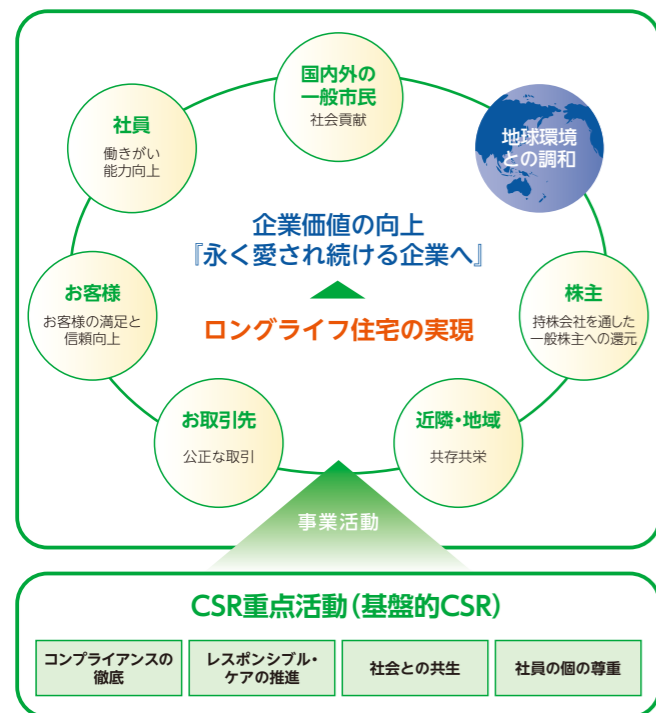 国内外の
一般市民
社会貢献
地球環境
との調和
社員
働きがい
能力向上
企業価値の向上
『永く愛され続ける企業へ』
お客様
お客様の満足と
信頼向上
株主
持株会社を通した
一般株主への還元
ロングライフ住宅の実現
お取引先
公正な取引
近隣・地域
共存共栄
事業活動
CSR重点活動(基盤的CSR)
コンプライアンスの
徹底
レスポンシブル・
ケアの推進
社会との共生
社員の個の尊重